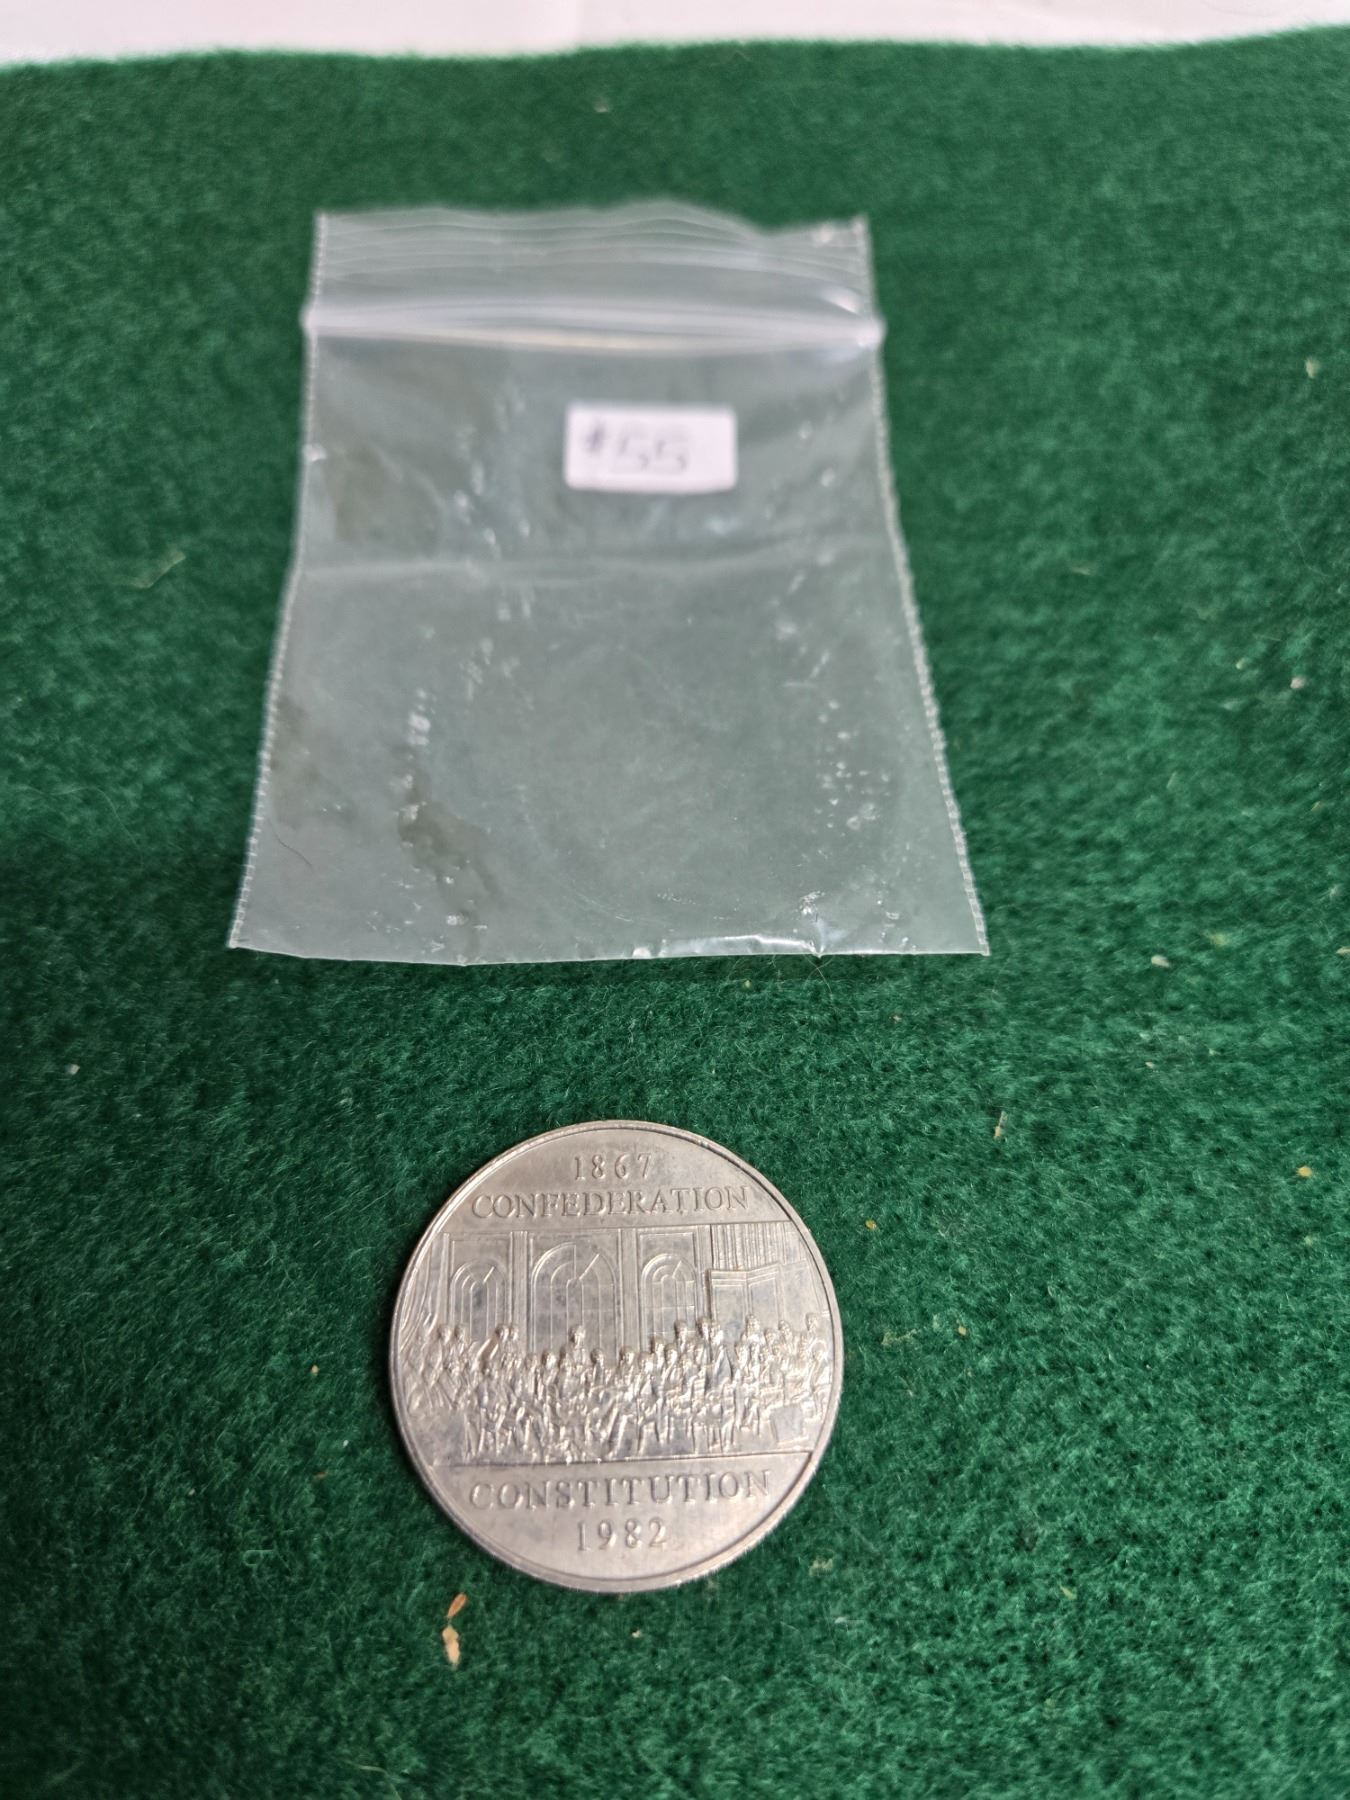 #55
1867
CONFEDERATION
CONSTITUTION
1982